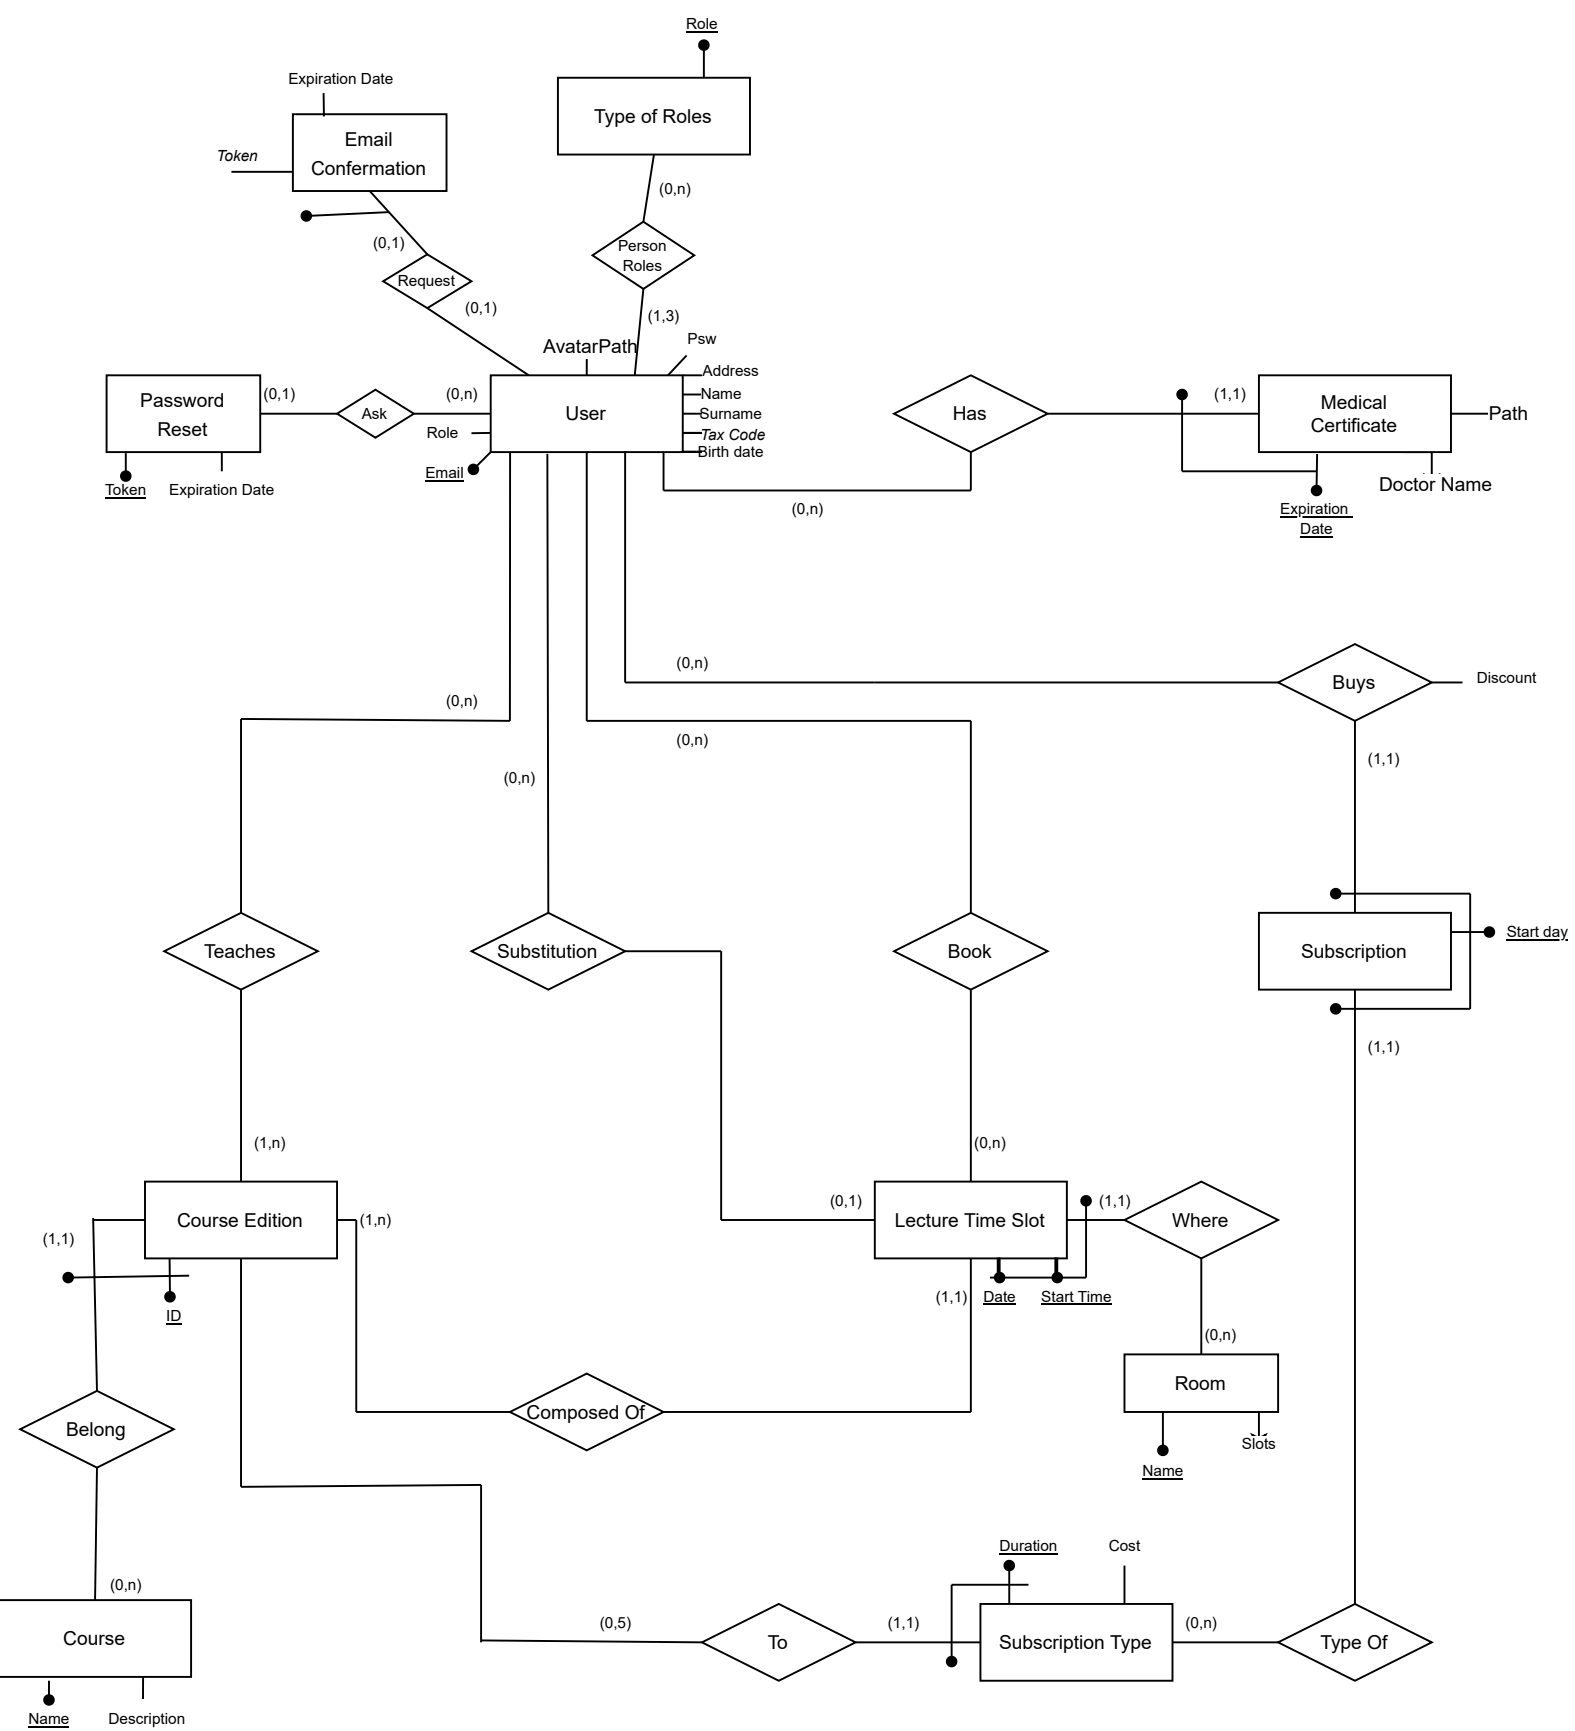 Role
Expiration Date
Type of Roles
Email
Confermation
Token
(0,n)
(0,1)
Person
Roles
Request
(0,1)
(1,3)
AvatarPath
Psw
Address
Name
Surname
Tax Code
Birth date
Password
Reset
(0,1)
Ask
(0,n)
User
Role
Email
Token
Expiration Date
Has
(1,1)
Medical
Certificate
Path
Doctor Name
Expiration
Date
(0,n)
(0,n)
Buys
Discount
(0,n)
(0,n)
(0,n)
(1,1)
Teaches
Substitution
Book
Subscription
Start day
(1,1)
(1,n)
(0,n)
Course Edition
(1,n)
(0,1)
Lecture Time Slot
(1,1)
Where
(1,1)
ID
(1,1)
Date
Start Time
(0,n)
Room
Slots
Name
Belong
Composed Of
Duration
Cost
(0,n)
Course
(0,5)
To
(1,1)
Subscription Type
(0,n)
Type Of
Name
Description